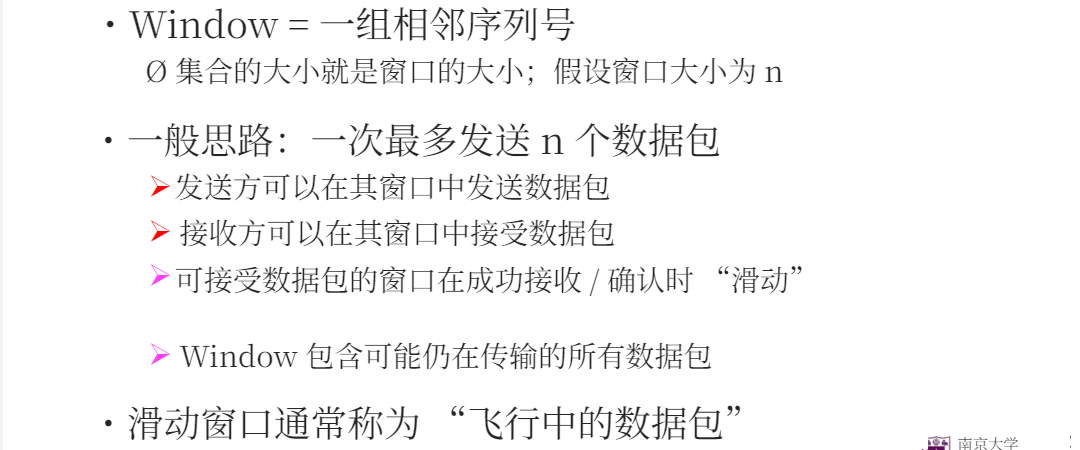 • Window = 一组相邻序列号
Ø 集合的大小就是窗口的大小；假设窗口大小为 n
• 一般思路：一次最多发送 n 个数据包
➢ 发送方可以在其窗口中发送数据包
➢ 接收方可以在其窗口中接受数据包
➢ 可接受数据包的窗口在成功接收 / 确认时 “滑动”
➢ Window 包含可能仍在传输的所有数据包
• 滑动窗口通常称为 “飞行中的数据包”
南京大学